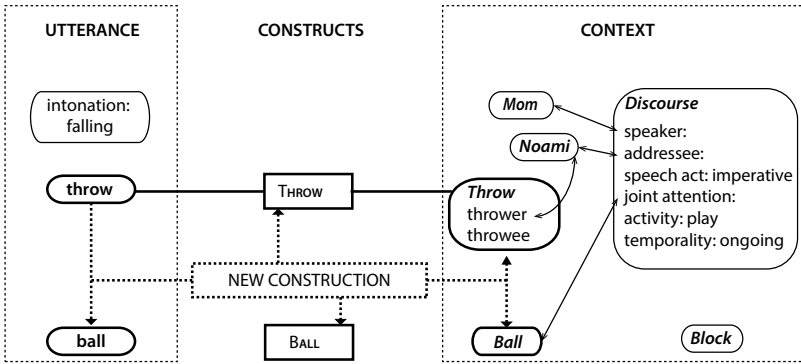 UTTERANCE
CONSTRUCTS
CONTEXT
intonation:
falling
Mom
Noami
Discourse
speaker:
addressee:
speech act: imperative
joint attention:
activity: play
temporality: ongoing
throw
THROW
Throw
thrower
throwee
NEW CONSTRUCTION
ball
BALL
Ball
Block